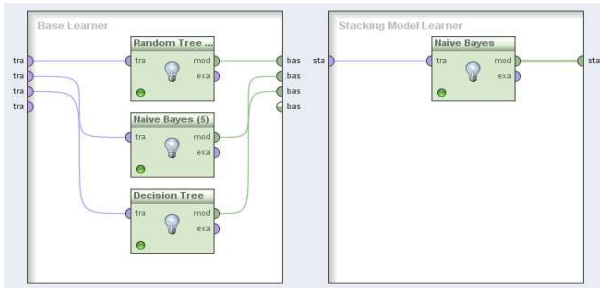 Base Learner
Random Tree ...
tra
mod
exa
Naive Bayes (5)
tra
mod
exa
Decision Tree
tra
mod
exa
tra
tra
tra
tra
bas
bas
bas
bas
Stacking Model Learner
Naive Bayes
tra
mod
exa
sta
sta